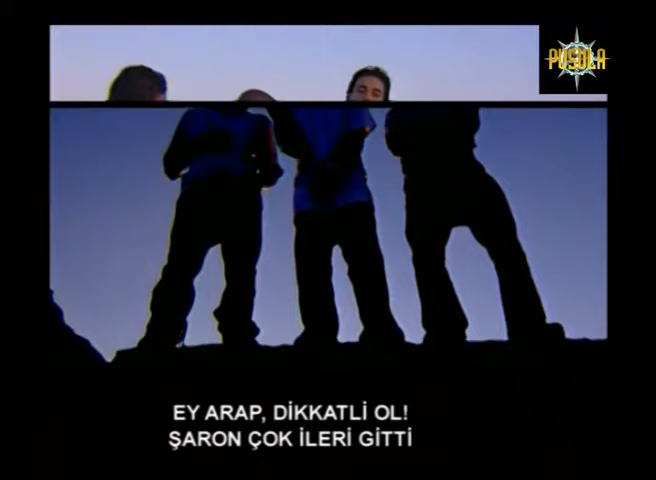 PUSULA
EY ARAP, DİKKATLİ OL!
ŞARON ÇOK İLERİ GİTTİ